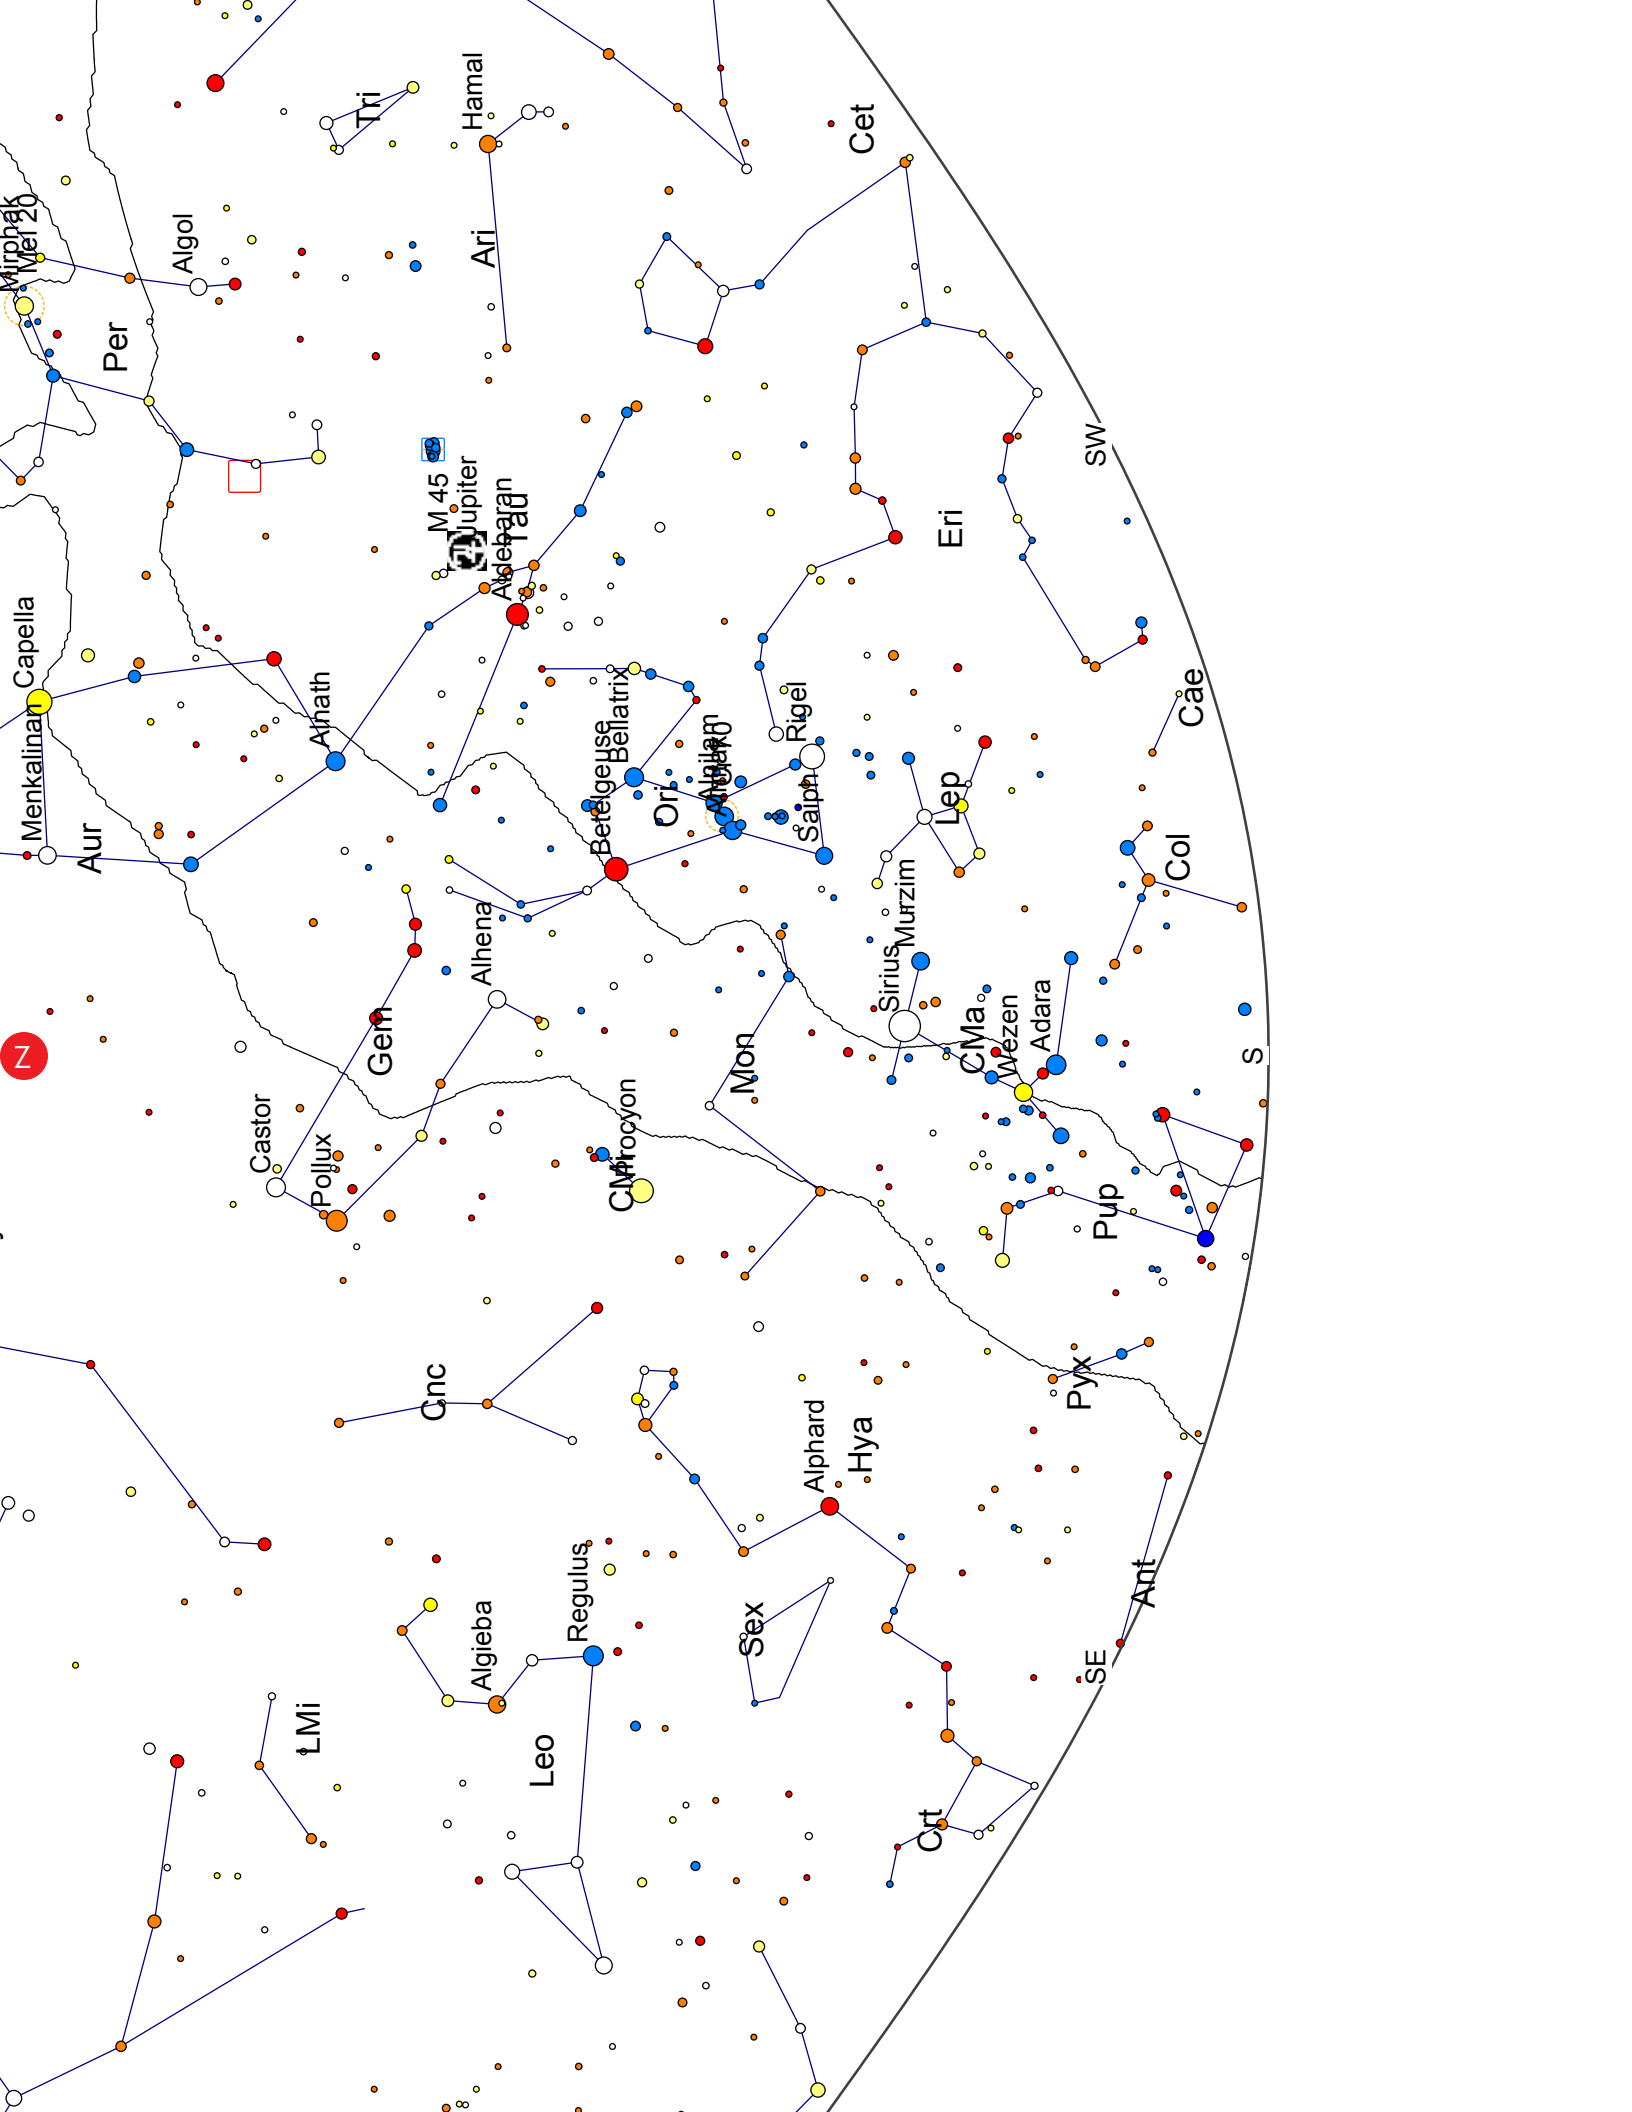 Tri
Hamal
Cet
Mirphak
Mel 20
Algol
Ari
Per
SW
M 45
Jupiter
Tau
Aldebaran
Eri
Capella
Menkalinan
Alnath
Bellatrix
Betelgeuse
Ori
Alnilam
Rigel
Saiph
Cae
Lep
Aur
Col
Murzim
Alhena
Sirius
Gem
Z
Mon
CMa
Wezen
Adara
S
Castor
Pollux
Procyon
CMi
Pup
Cnc
Pyx
Alphard
Hya
Ant
Algieba
Regulus
Sex
SE
LMi
Leo
Crt